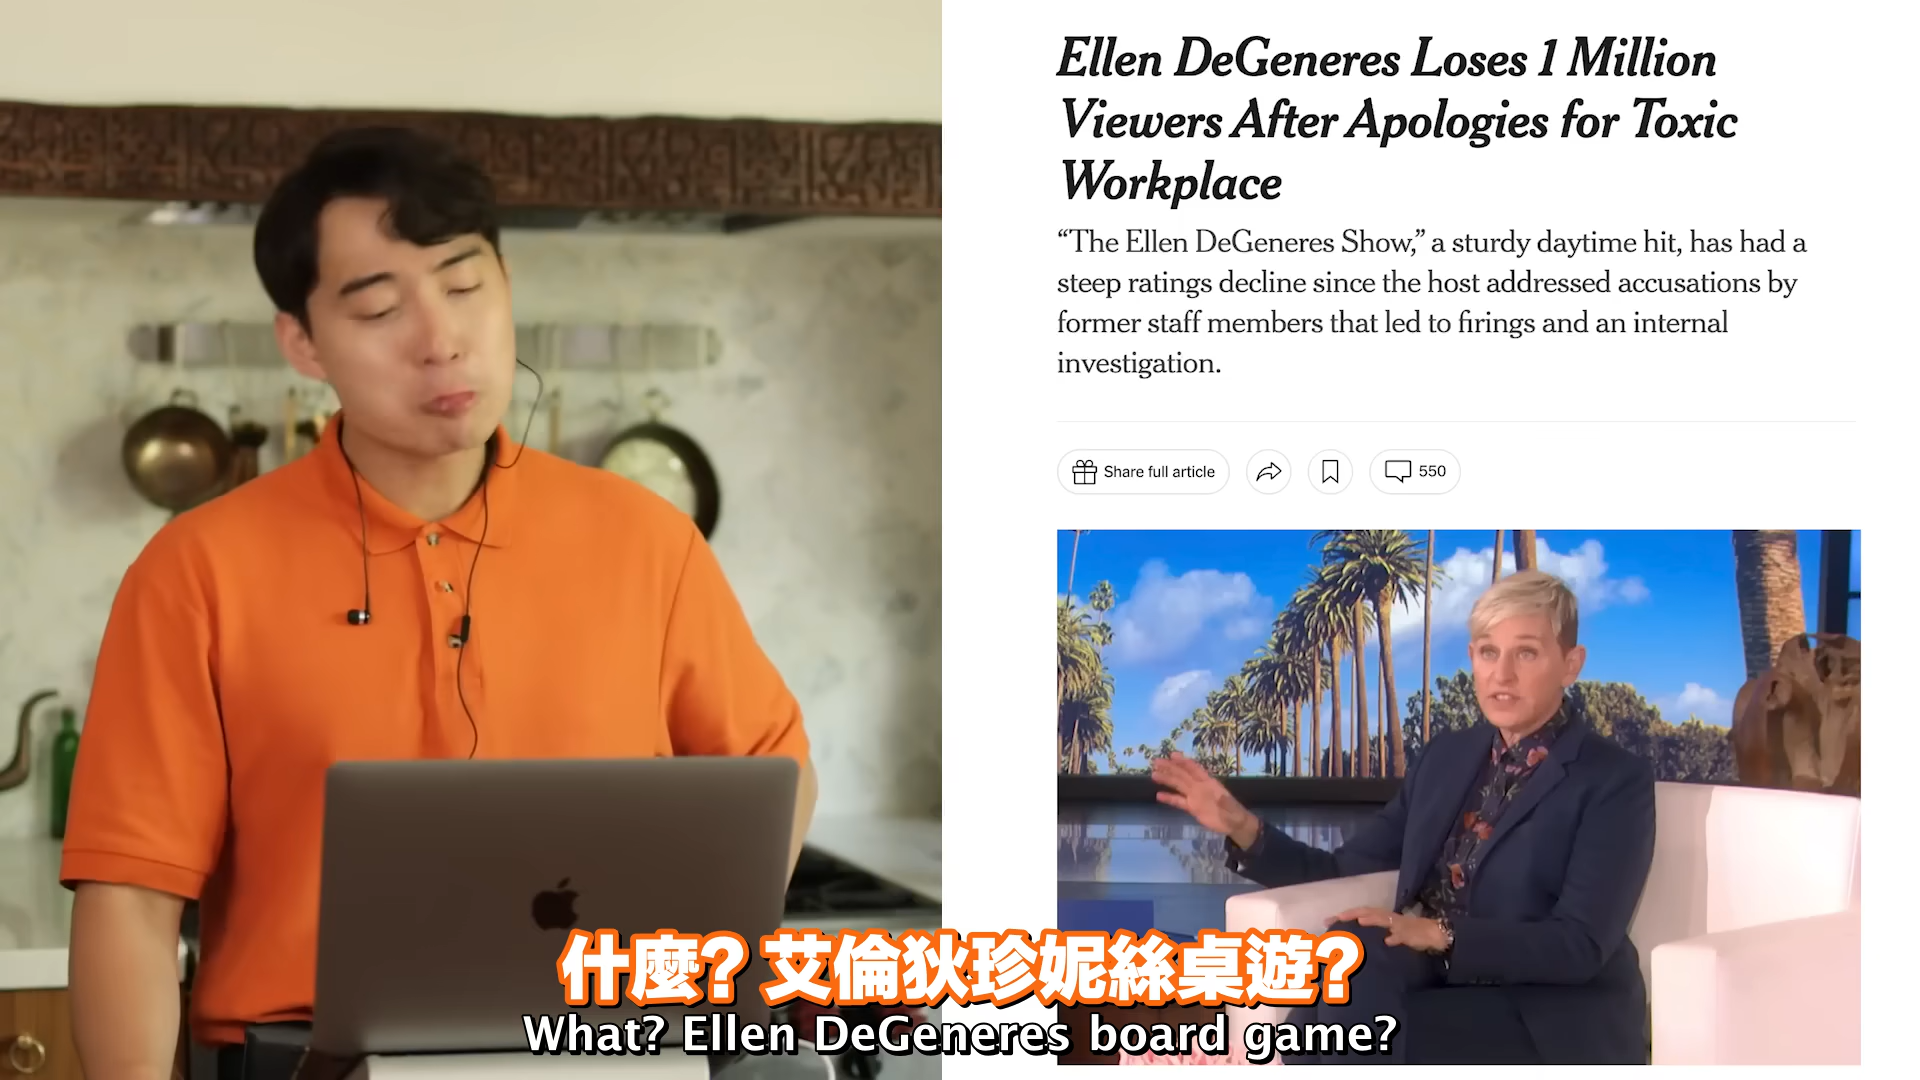 Ellen DeGeneres Loses 1 Million
Viewers After Apologies for Toxic
Workplace
“The Ellen DeGeneres Show,” a sturdy daytime hit, has had a
steep ratings decline since the host addressed accusations by
former staff members that led to firings and an internal
investigation.
Share full article
550
什麼? 艾倫狄珍妮絲桌遊?
What? Ellen DeGeneres board game?